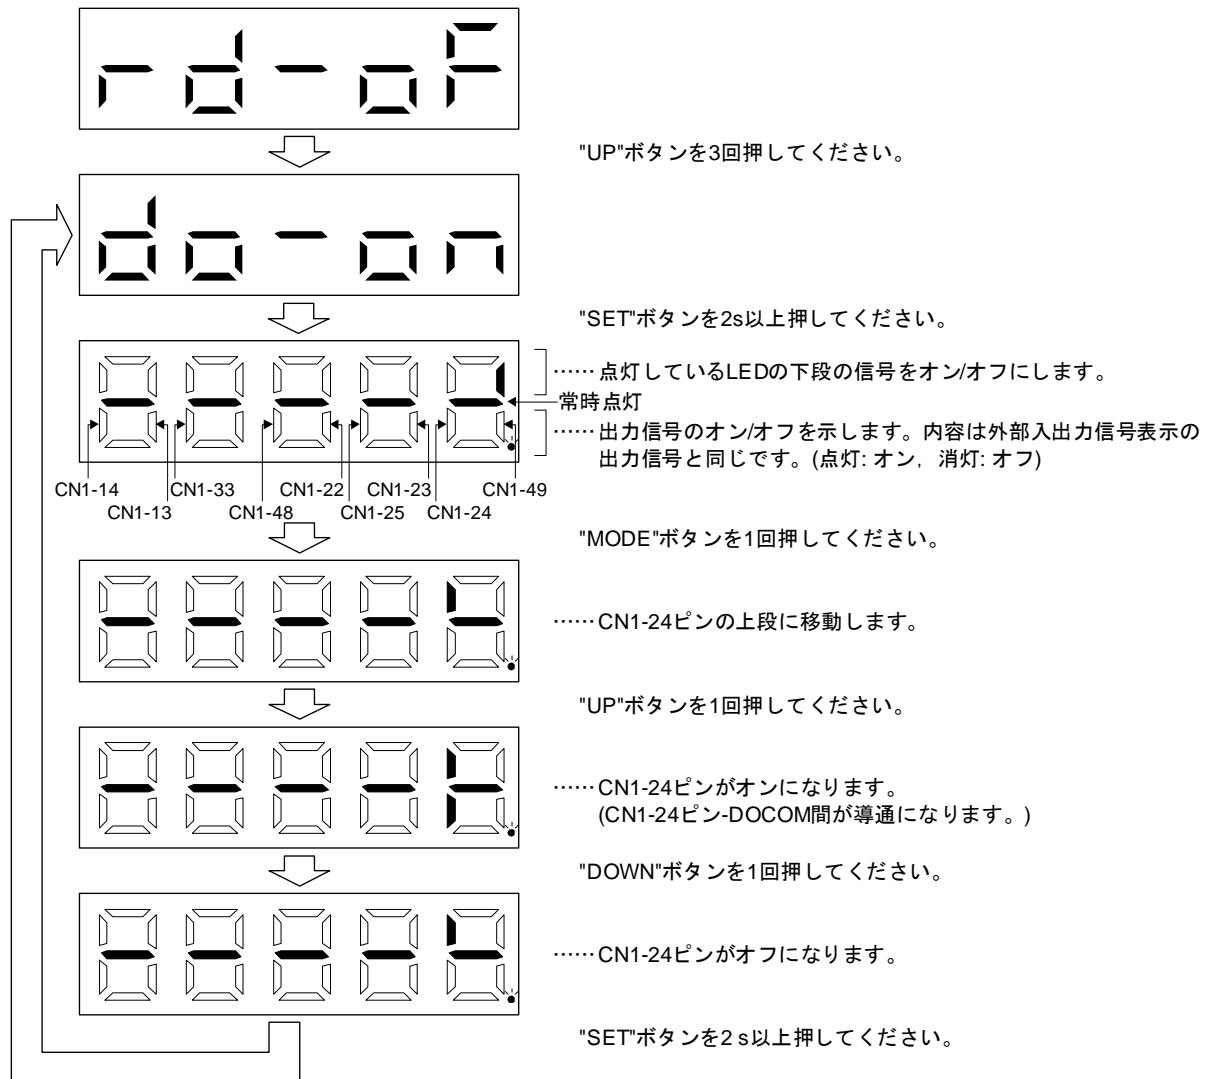 rd-oF
"UP"ボタンを3回押してください。
do-on
"SET"ボタンを2s以上押してください。
……点灯しているLEDの下段の信号をオン/オフにします。
常時点灯
……出力信号のオン/オフを示します。内容は外部入出力信号表示の
出力信号と同じです。(点灯: オン, 消灯: オフ)
CN1-14 CN1-33 CN1-22 CN1-23 CN1-49
CN1-13 CN1-48 CN1-25 CN1-24
"MODE"ボタンを1回押してください。
……CN1-24ピンの上段に移動します。
"UP"ボタンを1回押してください。
……CN1-24ピンがオンになります。
(CN1-24ピン-DOCOM間が導通になります。)
"DOWN"ボタンを1回押してください。
……CN1-24ピンがオフになります。
"SET"ボタンを2 s以上押してください。